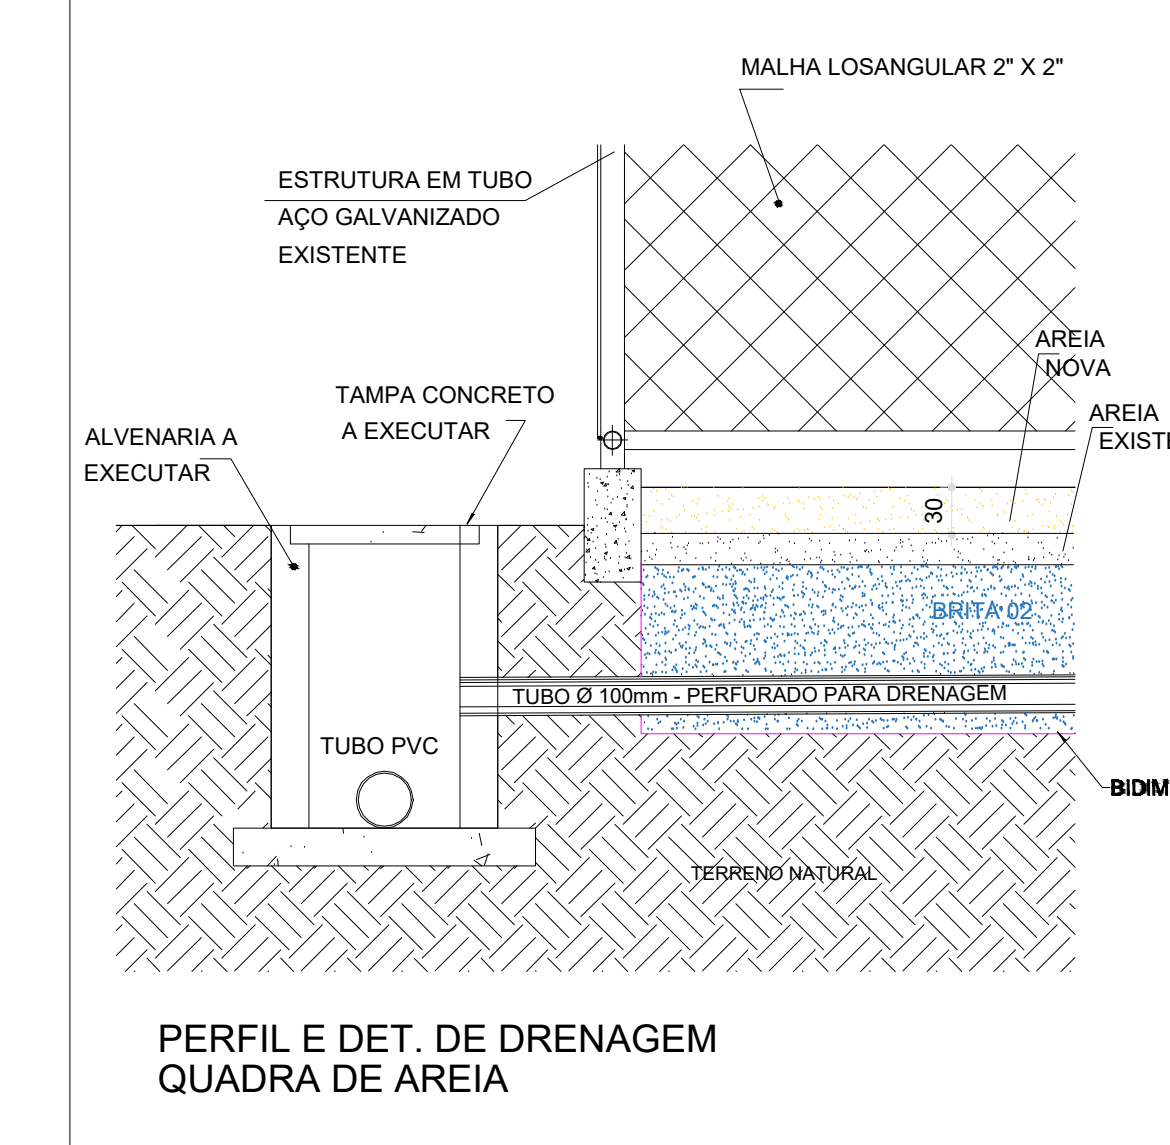 MALHA LOSANGULAR 2" X 2"
ESTRUTURA EM TUBO
AÇO GALVANIZADO
EXISTENTE
AREIA
NOVA
TAMPA CONCRETO
A EXECUTAR
AREIA
ALVENARIA A
EXECUTAR
30
BRITA 02
TUBO Ø 100mm - PERFURADO PARA DRENAGEM
TUBO PVC
BIDIM
TERRENO NATURAL
PERFIL E DET. DE DRENAGEM
QUADRA DE AREIA